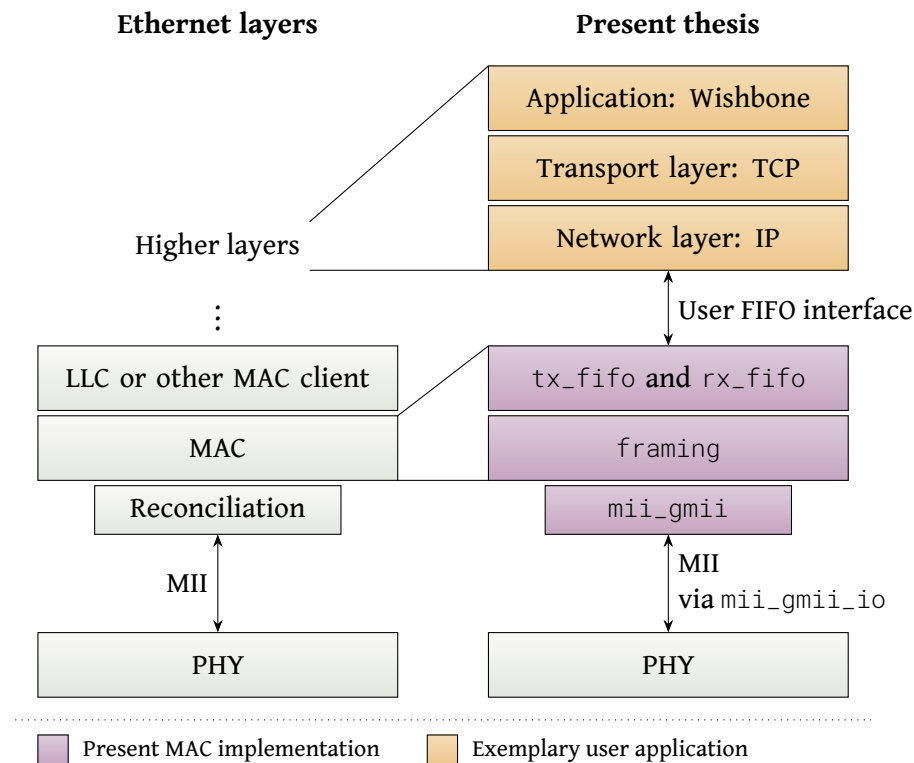 Ethernet layers
Present thesis
Application: Wishbone
Transport layer: TCP
Network layer: IP
Higher layers
⋮
User FIFO interface
LLC or other MAC client
tx_fifo and rx_fifo
MAC
framing
Reconciliation
mii_gmii
MII
MII
via mii_gmii_io
PHY
PHY
Present MAC implementation
Exemplary user application